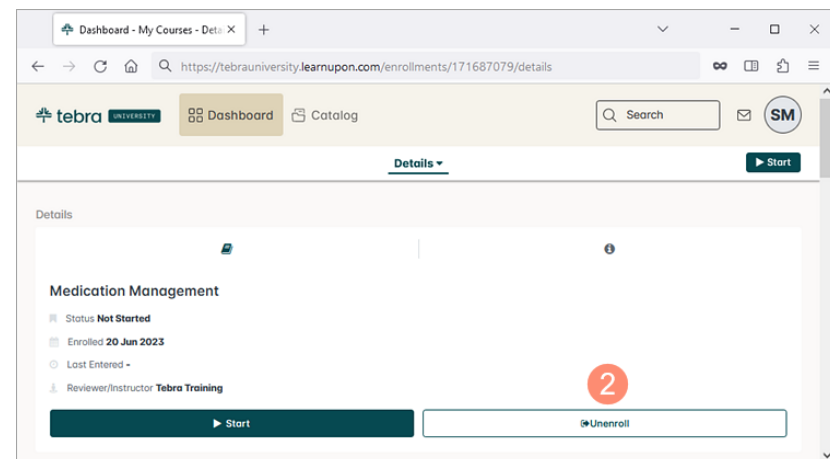 Dashboard - My Courses - Deta
https://tebrauniversity.learnupon.com/enrollments/171687079/details
tebra UNIVERSITY Dashboard Catalog Search SM
Details Start
Details
Medication Management
Status Not Started
Enrolled 20 Jun 2023
Last Entered -
Reviewer/Instructor Tebra Training
2
Start Unenroll